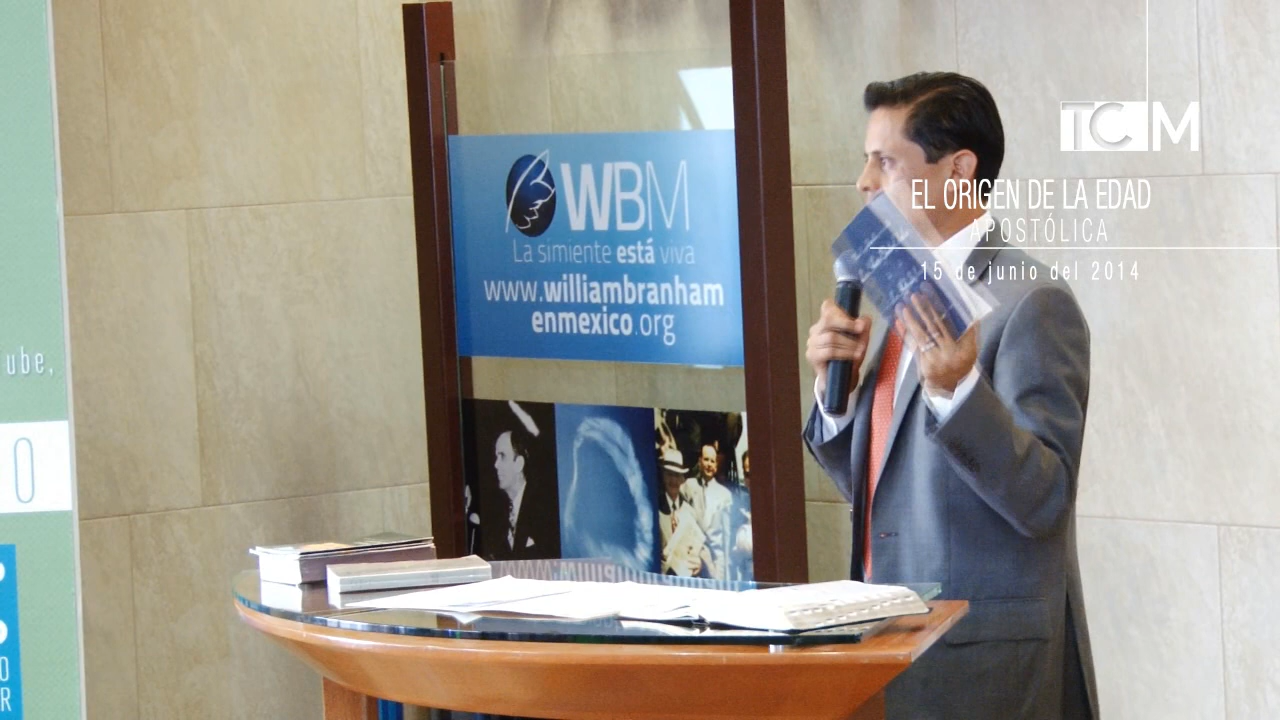 ube,
O
O
R
WBM
La simiente está viva
www.williambranham
enmexico.org
TCM
EL ORIGEN DE LA EDAD
APOSTÓLICA
15 de junio del 2014